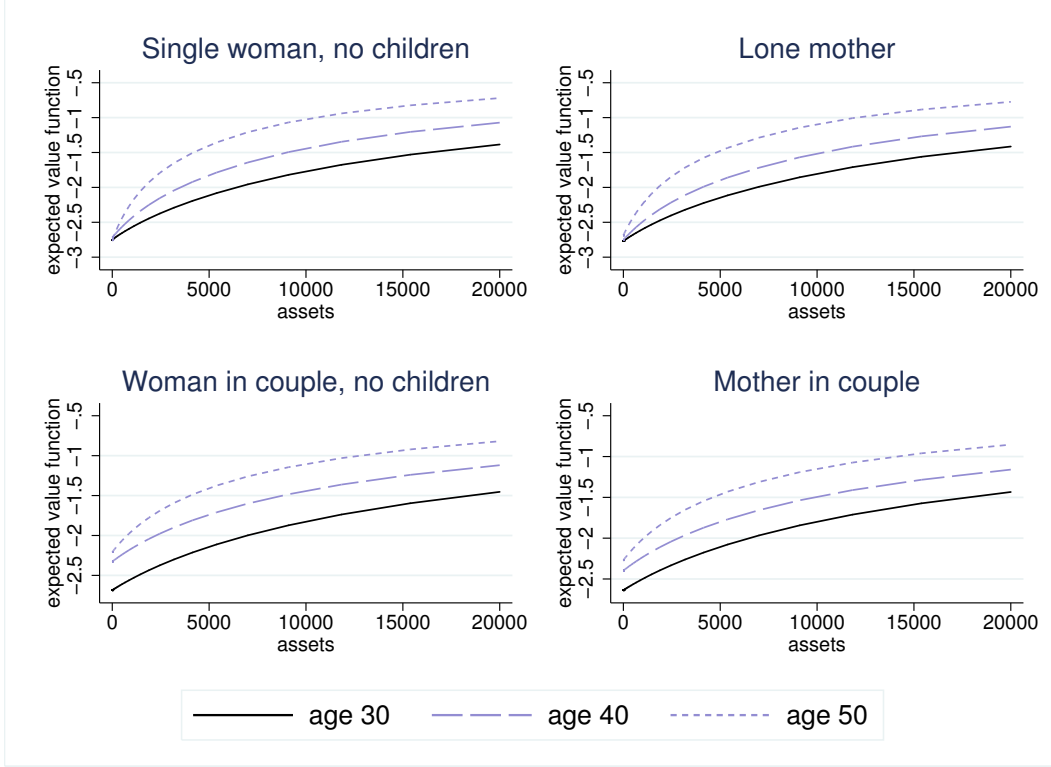 Single woman, no children
expected value function
−3 −2.5 −2 −1.5 −1 −.5
0 5000 10000 15000 20000
assets
Lone mother
expected value function
−3 −2.5 −2 −1.5 −1 −.5
0 5000 10000 15000 20000
assets
Woman in couple, no children
expected value function
−2.5 −2 −1.5 −1 −.5
0 5000 10000 15000 20000
assets
Mother in couple
expected value function
−2.5 −2 −1.5 −1 −.5
0 5000 10000 15000 20000
assets
age 30 age 40 age 50